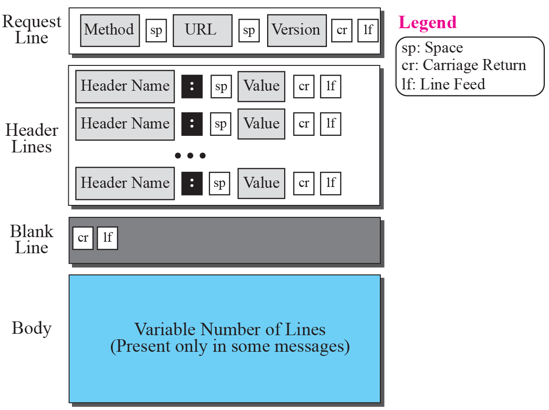 Request Line
Method sp URL sp Version cr lf
Legend
sp: Space
cr: Carriage Return
lf: Line Feed
Header Lines
Header Name : sp Value cr lf
Header Name : sp Value cr lf
•••
Header Name : sp Value cr lf
Blank Line
cr lf
Body
Variable Number of Lines
(Present only in some messages)